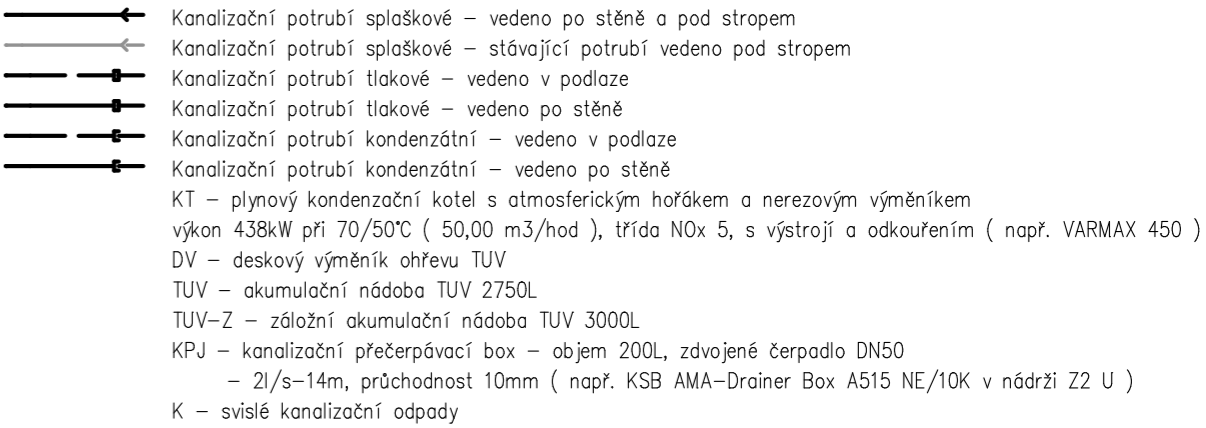 Kanalizační potrubí splaškové – vedeno po stěně a pod stropem
Kanalizační potrubí splaškové – stávající potrubí vedeno pod stropem
Kanalizační potrubí tlakové – vedeno v podlaze
Kanalizační potrubí tlakové – vedeno po stěně
Kanalizační potrubí kondenzátní – vedeno v podlaze
Kanalizační potrubí kondenzátní – vedeno po stěně
KT – plynový kondenzační kotel s atmosferickým hořákem a nerezovým výměníkem
výkon 438kW při 70/50°C ( 50,00 m3/hod ), třída NOx 5, s výstrojí a odkouřením ( např. VARMAX 450 )
DV – deskový výměník ohřevu TUV
TUV – akumulační nádoba TUV 2750L
TUV–Z – záložní akumulační nádoba TUV 3000L
KPJ – kanalizační přečerpávací box – objem 200L, zdvojené čerpadlo DN50
– 2l/s–14m, průchodnost 10mm ( např. KSB AMA–Drainer Box A515 NE/10K v nádrži Z2 U )
K – svislé kanalizační odpady